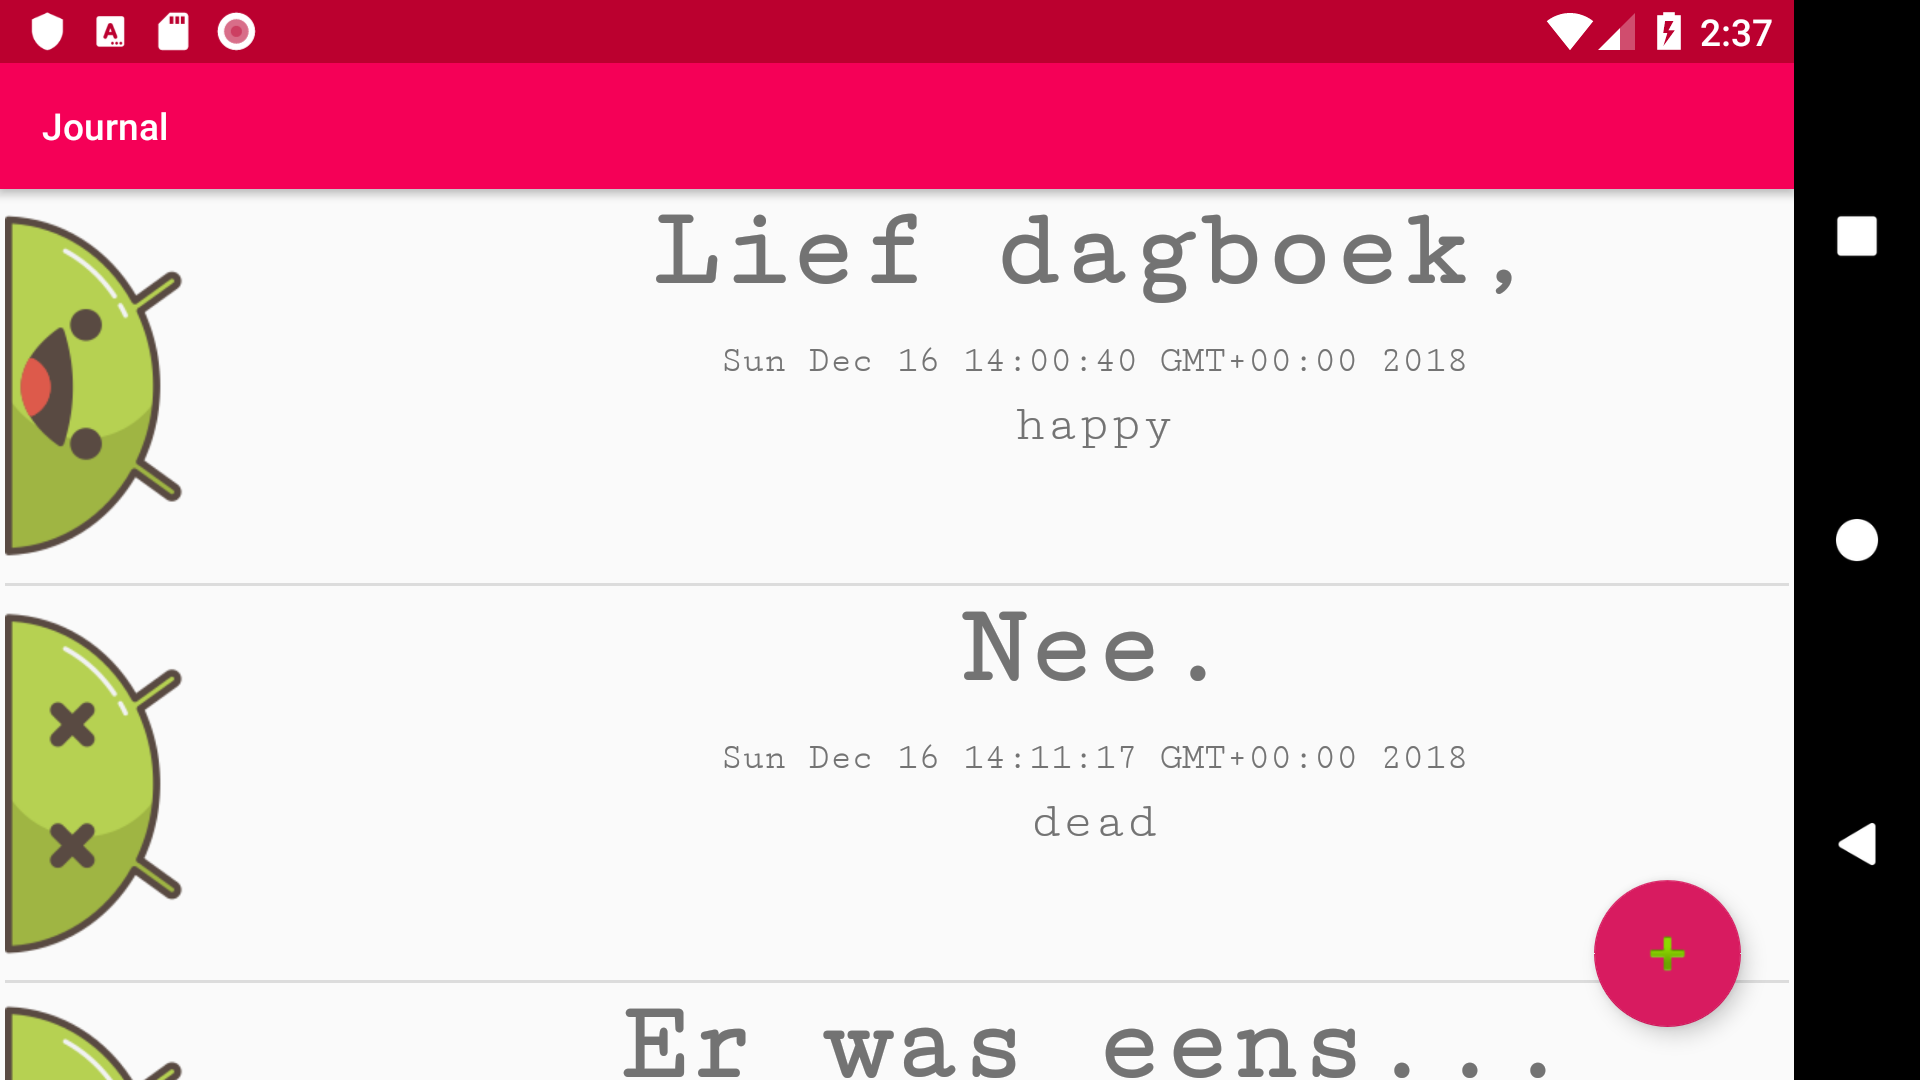 2:37
Journal
Lief dagboek,
Sun Dec 16 14:00:40 GMT+00:00 2018
happy
Nee.
Sun Dec 16 14:11:17 GMT+00:00 2018
dead
Er was eens...